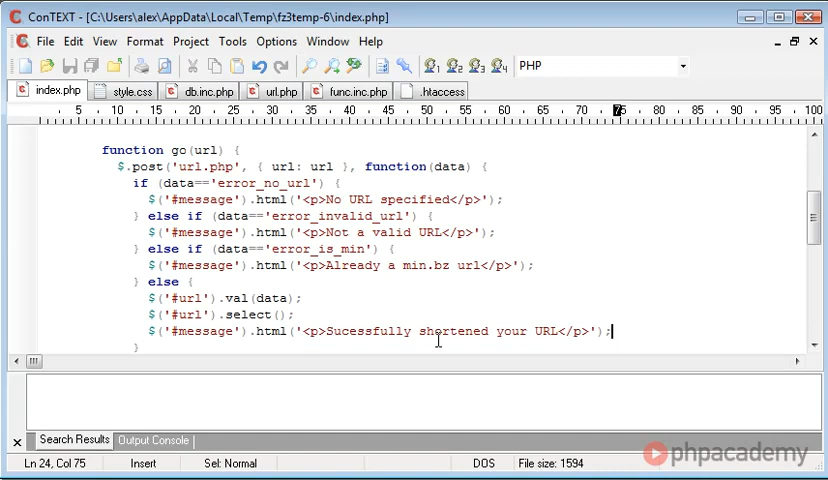 ConTEXT - [C:\Users\alex\AppData\Local\Temp\fz3temp-6\index.php]
File Edit View Format Project Tools Options Window Help
1 2 3 4 PHP
index.php style.css db.inc.php url.php func.inc.php .htaccess
5 10 15 20 25 30 35 40 45 50 55 60 65 70 75 80 85 90 95 100
function go(url) {
$.post('url.php', { url: url }, function(data) {
if (data=='error_no_url') {
$('#message').html('<p>No URL specified</p>');
} else if (data=='error_invalid_url') {
$('#message').html('<p>Not a valid URL</p>');
} else if (data=='error_is_min') {
$('#message').html('<p>Already a min.bz url</p>');
} else {
$('#url').val(data);
$('#url').select();
$('#message').html('<p>Sucessfully shortened your URL</p>');
}
Search Results Output Console
Ln 24, Col 75 Insert Sel: Normal DOS File size: 1594
phpacademy